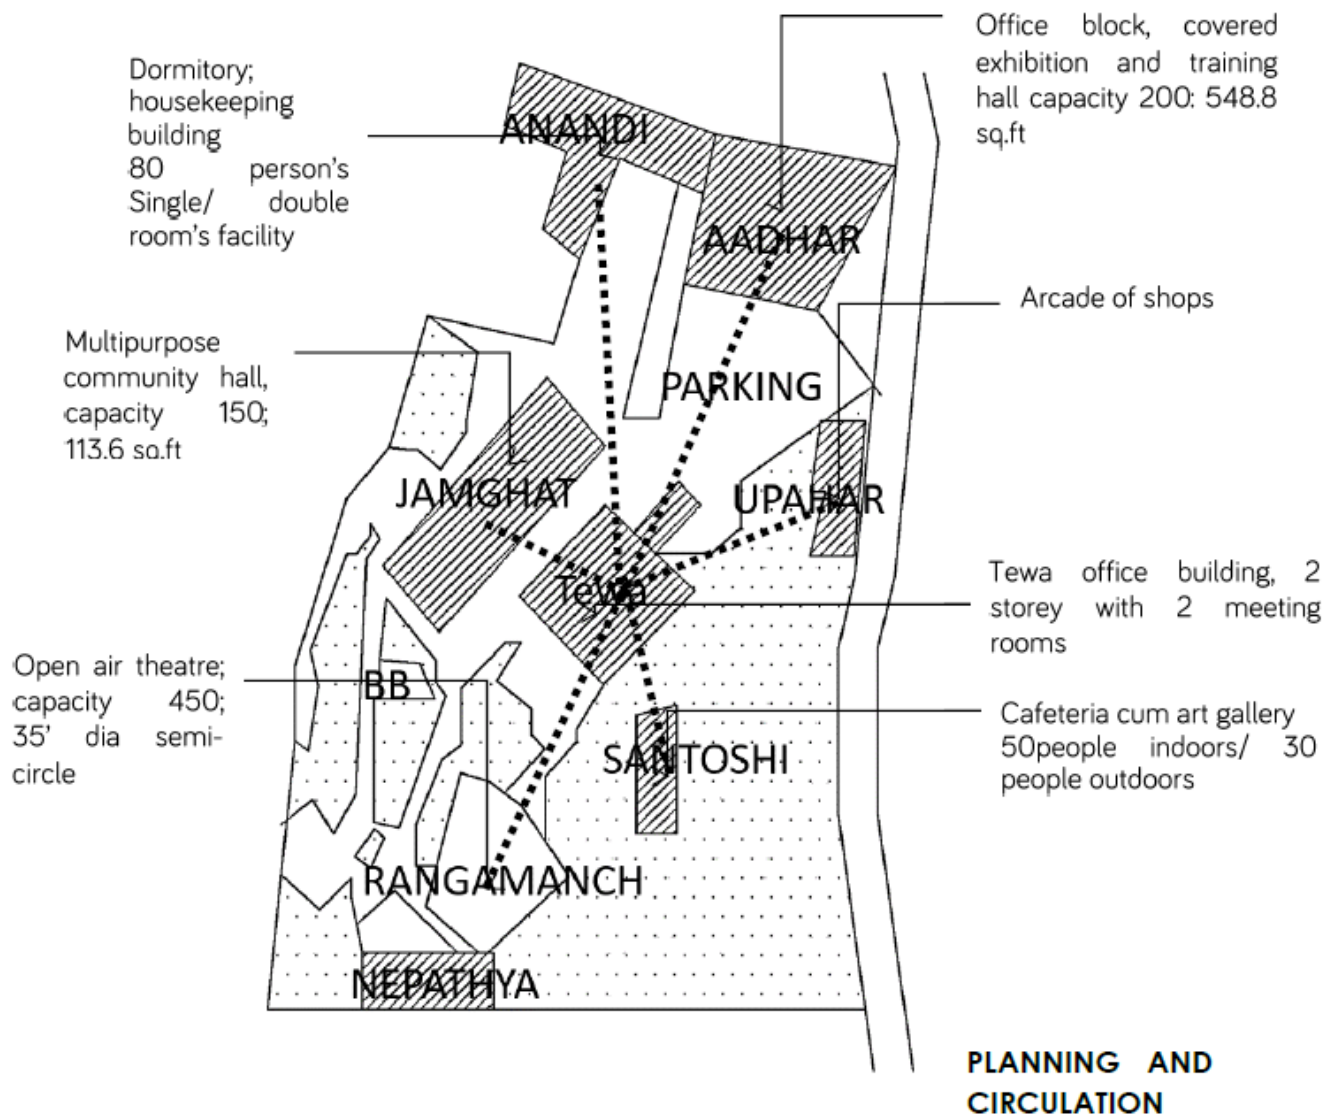 Office block, covered
exhibition and training
hall capacity 200: 548.8
sq.ft
Dormitory;
housekeeping
building
80 person's
Single/ double
room's facility
ANANDI
AADHAR
Arcade of shops
Multipurpose
community hall,
capacity 150;
113.6 sq.ft
PARKING
JAMGHAT
UPAHAR
Tewa
Tewa office building, 2
storey with 2 meeting
rooms
Open air theatre;
capacity 450;
35' dia semi-
circle
BB
Cafeteria cum art gallery
50people indoors/ 30
people outdoors
SANTOSHI
RANGAMANCH
NEPATHYA
PLANNING AND
CIRCULATION